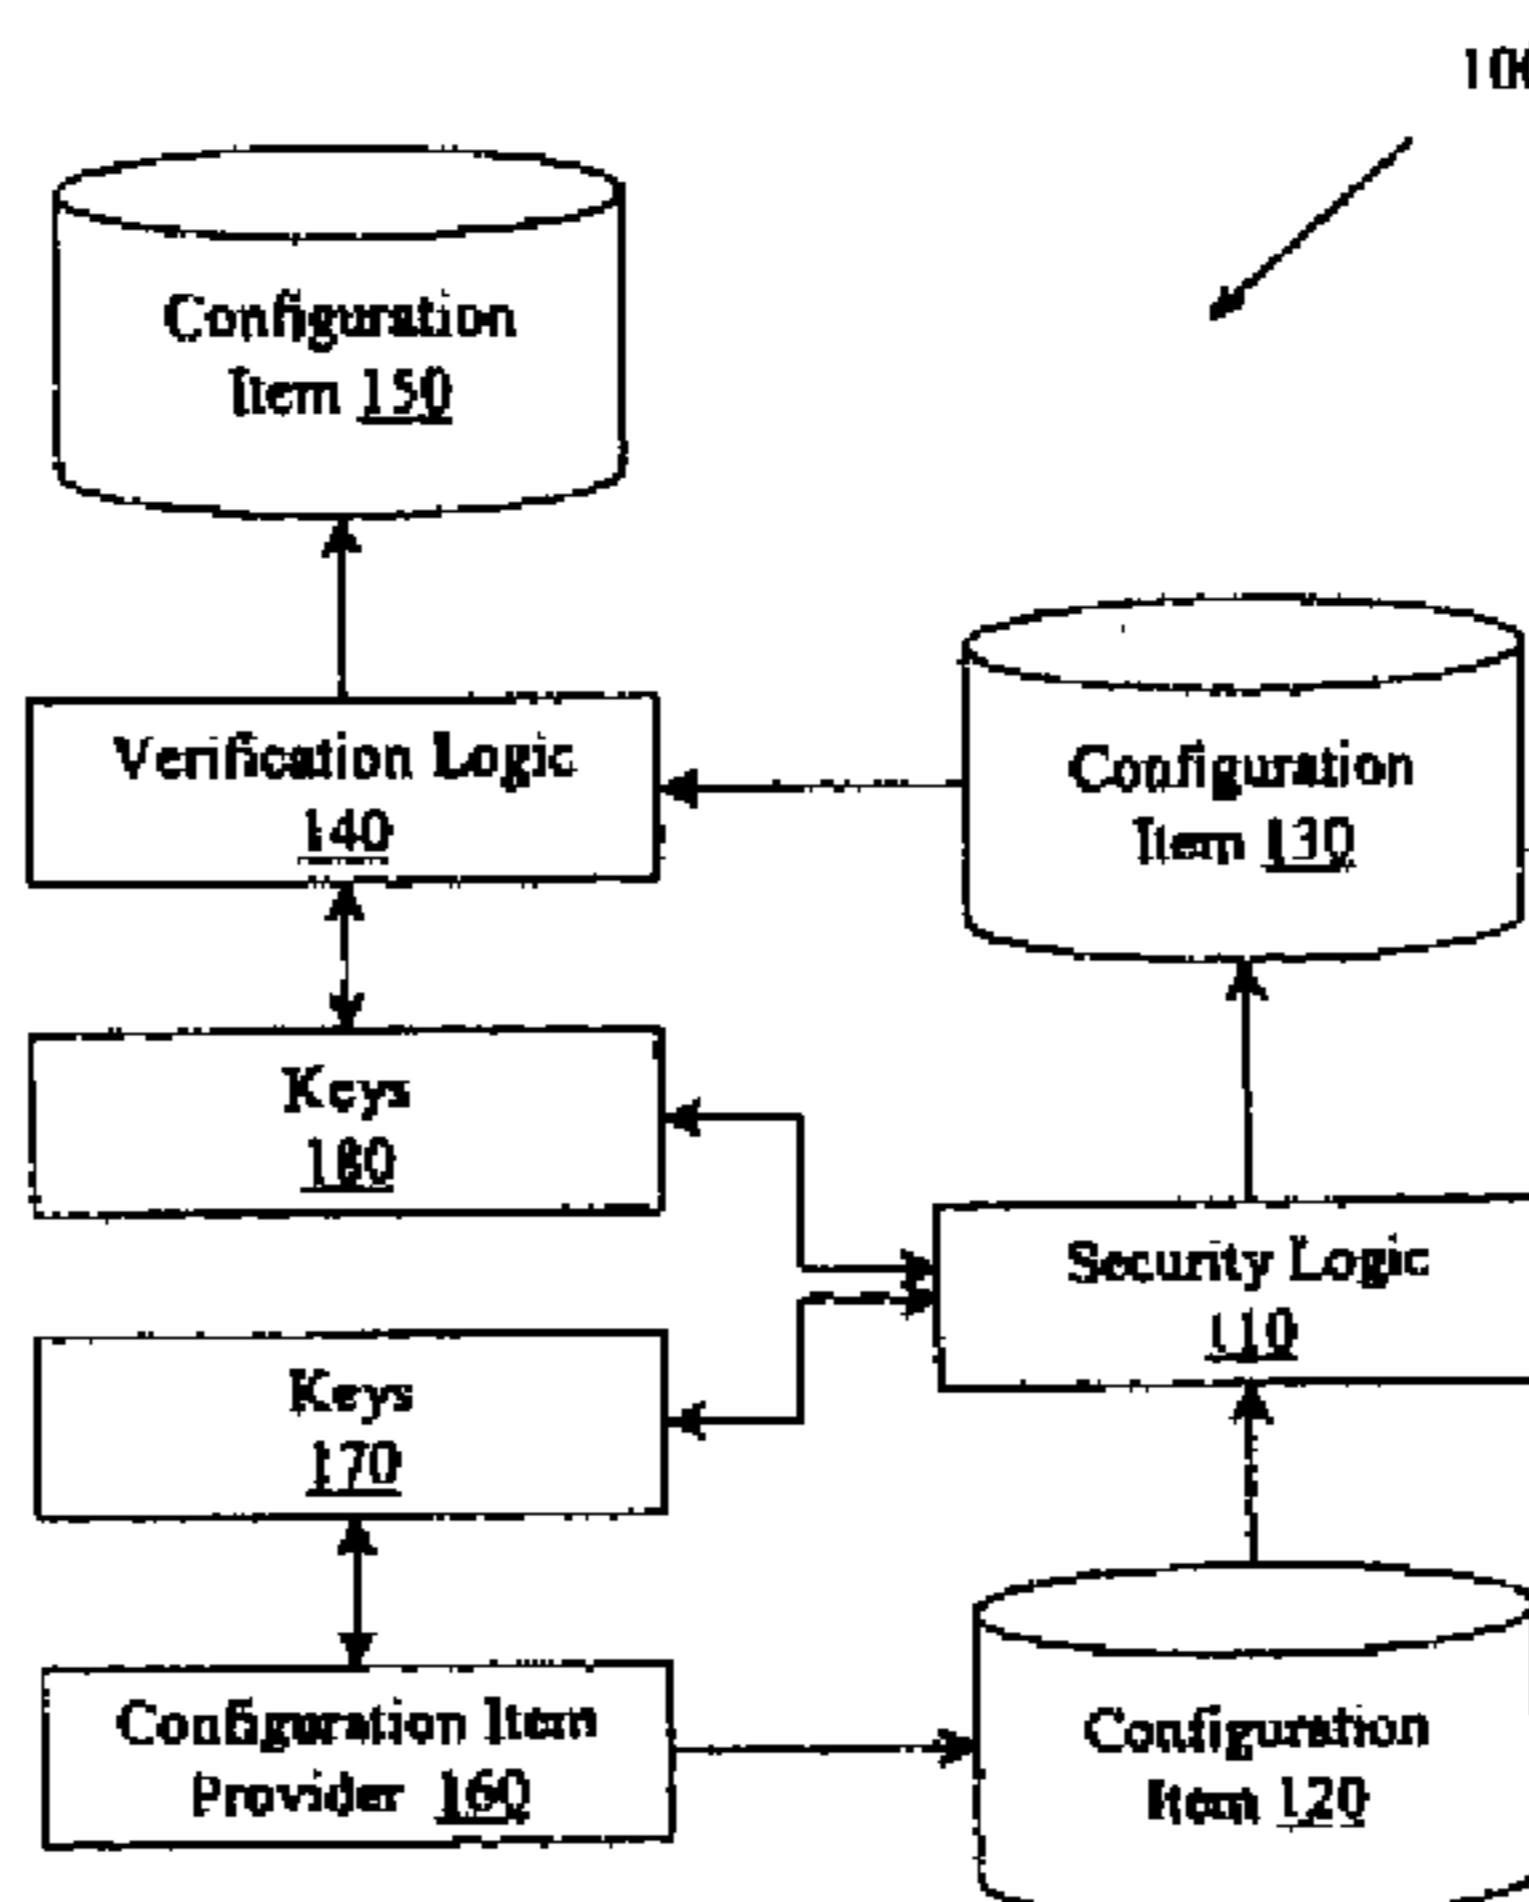 Configuration
Item 150
Verification Logic
140
Configuration
Item 130
Keys
180
Security Logic
110
Keys
170
Configuration Item
Provider 160
Configuration
Item 120